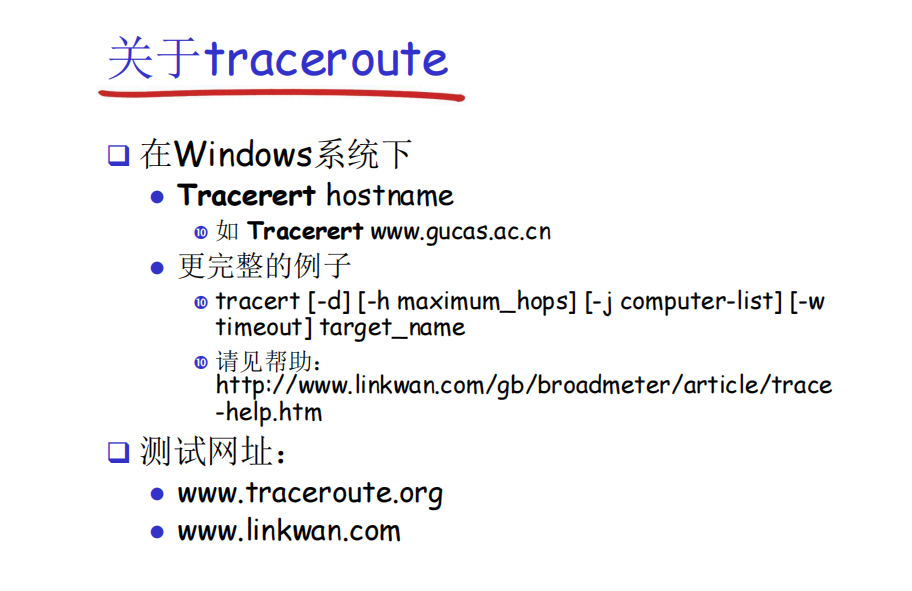 关于traceroute
在Windows系统下
Tracerert hostname
如 Tracerert www.gucas.ac.cn
更完整的例子
tracert [-d] [-h maximum_hops] [-j computer-list] [-w
timeout] target_name
请见帮助：
http://www.linkwan.com/gb/broadmeter/article/trace
-help.htm
测试网址：
www.traceroute.org
www.linkwan.com